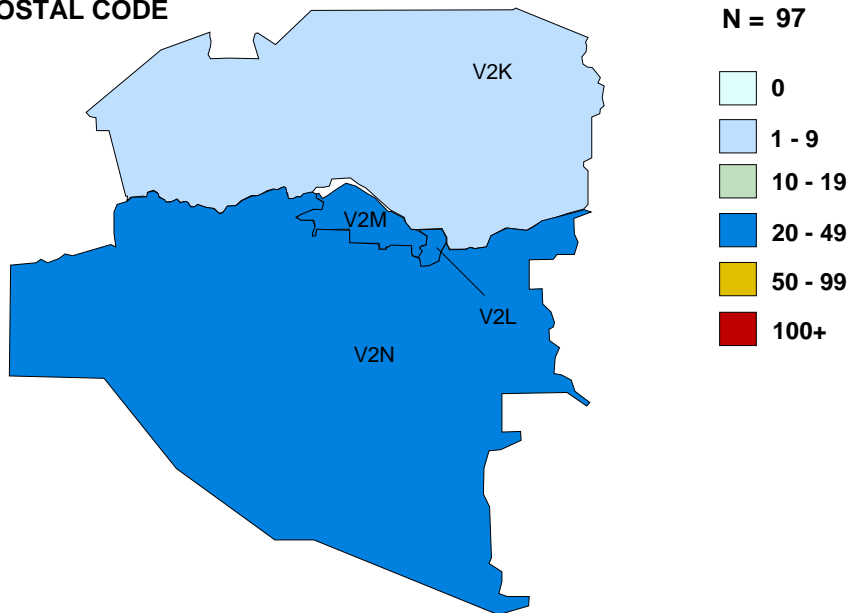 OSTAL CODE
N = 97
V2K
0
1 - 9
10 - 19
V2M
20 - 49
50 - 99
V2L
100+
V2N